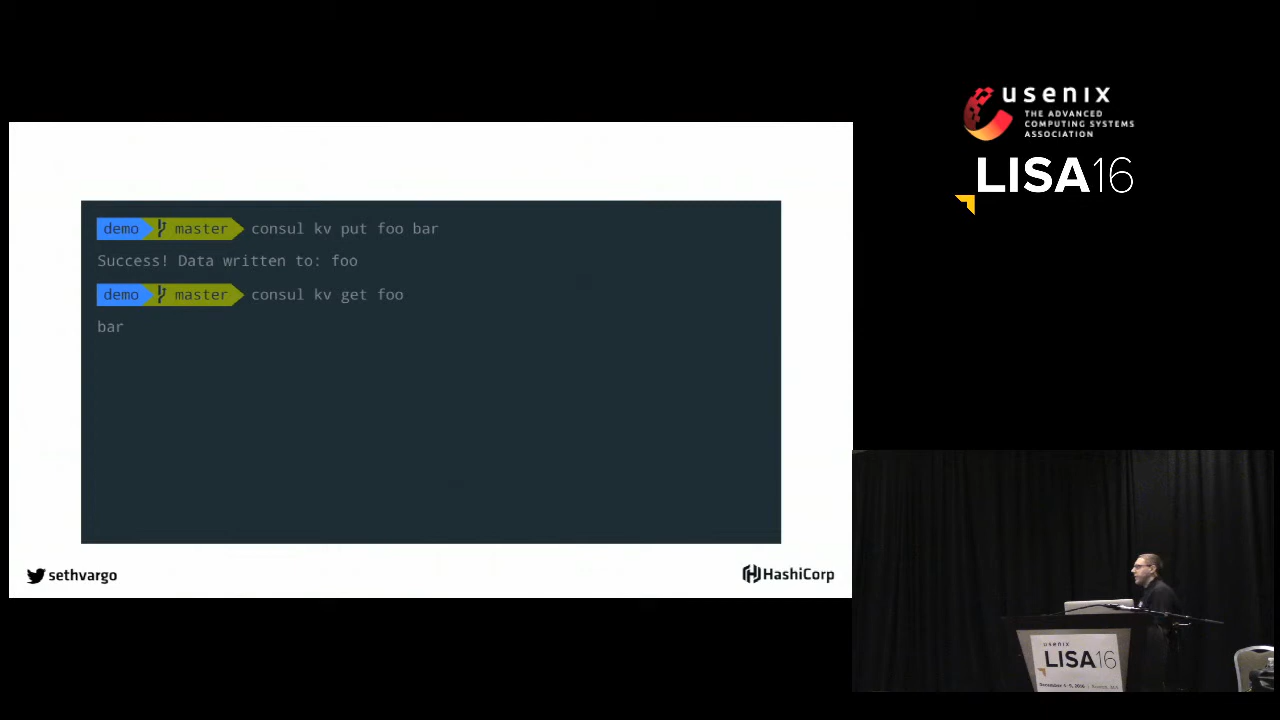 usenix
THE ADVANCED
COMPUTING SYSTEMS
ASSOCIATION
LISA16
demo master consul kv put foo bar
Success! Data written to: foo
demo master consul kv get foo
bar
sethvargo
HashiCorp
usenix
LISA16